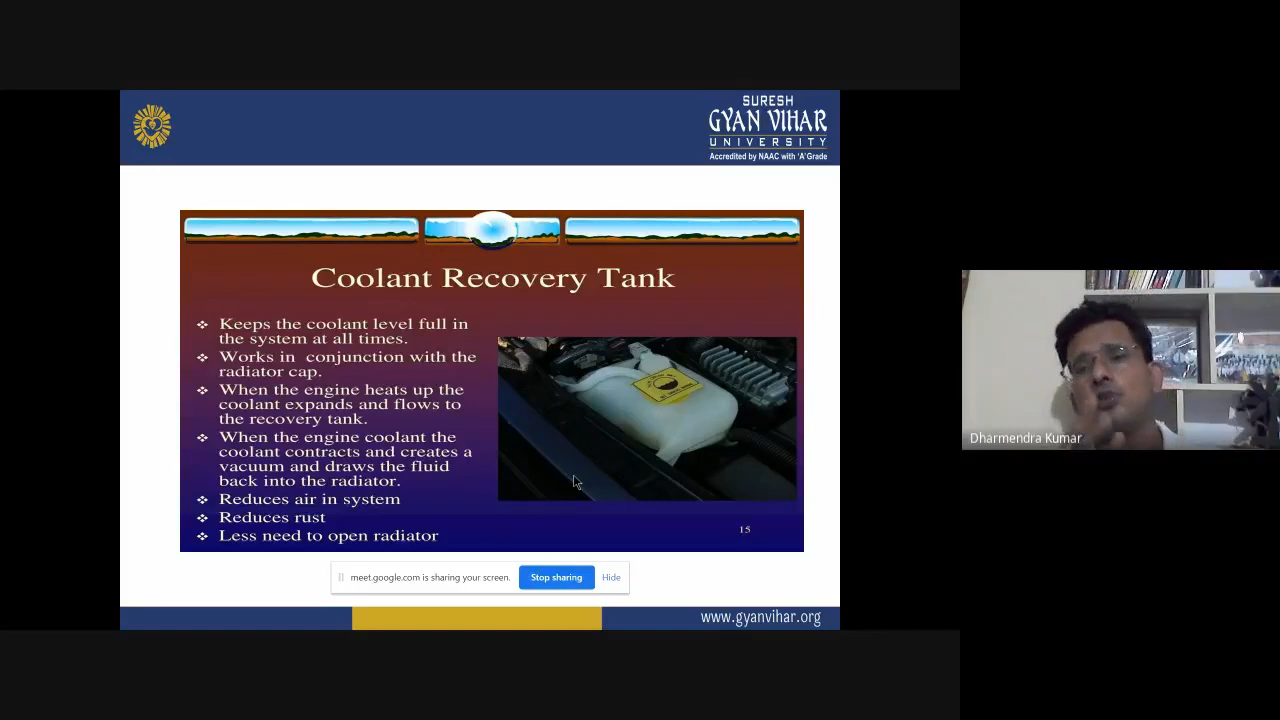 SURESH
GYAN VIHAR
UNIVERSITY
Accredited by NAAC with 'A' Grade
Coolant Recovery Tank
❖ Keeps the coolant level full in
the system at all times.
❖ Works in conjunction with the
radiator cap.
❖ When the engine heats up the
coolant expands and flows to
the recovery tank.
❖ When the engine coolant the
coolant contracts and creates a
vacuum and draws the fluid
back into the radiator.
❖ Reduces air in system
❖ Reduces rust
❖ Less need to open radiator
15
meet.google.com is sharing your screen.
Stop sharing
Hide
www.gyanvihar.org
Dharmendra Kumar